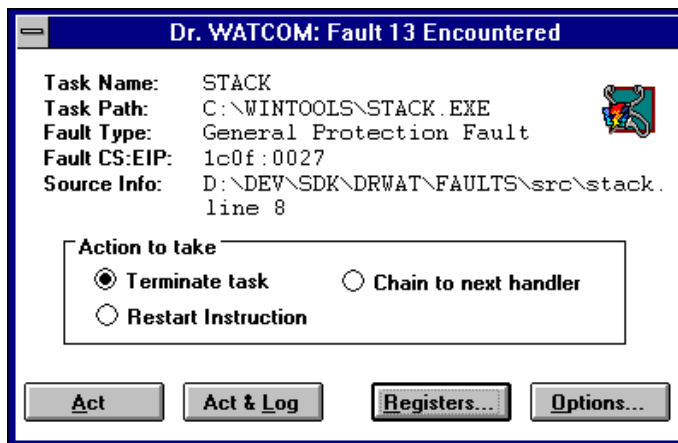 Dr. WATCOM: Fault 13 Encountered
Task Name: STACK
Task Path: C:\WINTOOLS\STACK.EXE
Fault Type: General Protection Fault
Fault CS:EIP: 1c0f:0027
Source Info: D:\DEV\SDK\DRWAT\FAULTS\src\stack.
line 8
Action to take
Terminate task Chain to next handler
Restart Instruction
Act Act & Log Registers... Options...